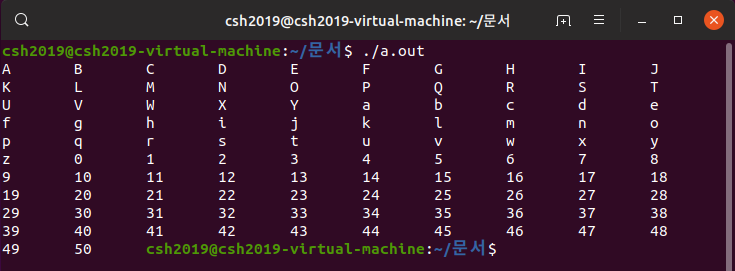 csh2019@csh2019-virtual-machine: ~/문서
csh2019@csh2019-virtual-machine:~/문서$ ./a.out
A B C D E F G H I J
K L M N O P Q R S T
U V W X Y a b c d e
f g h i j k l m n o
p q r s t u v w x y
z 0 1 2 3 4 5 6 7 8
9 10 11 12 13 14 15 16 17 18
19 20 21 22 23 24 25 26 27 28
29 30 31 32 33 34 35 36 37 38
39 40 41 42 43 44 45 46 47 48
49 50 csh2019@csh2019-virtual-machine:~/문서$